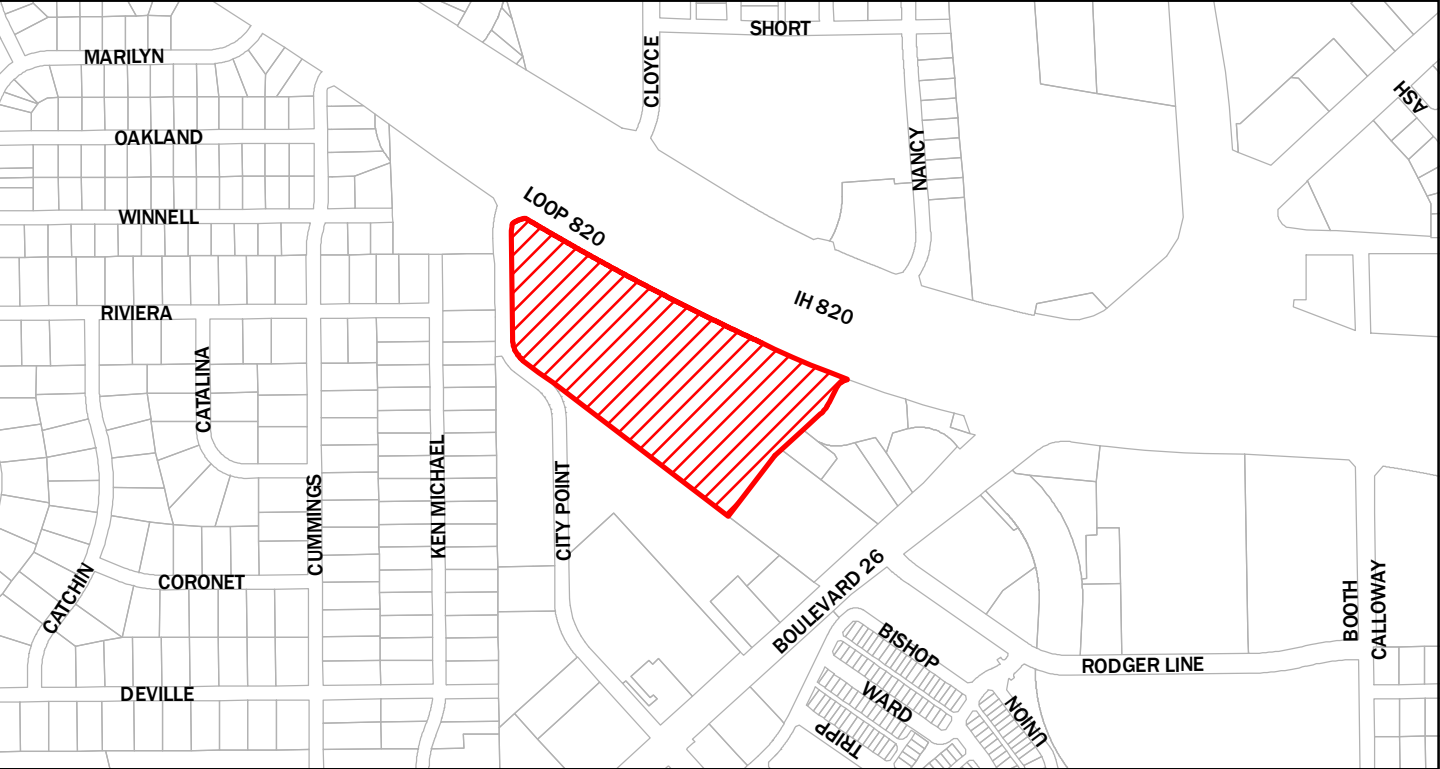 SHORT
MARILYN
CLOYCE
ASH
OAKLAND
NANCY
WINNELL
LOOP 820
IH 820
RIVIERA
CATALINA
KEN MICHAEL
CITY POINT
CUMMINGS
CATCHIN
CORONET
BOULEVARD 26
BOOTH
CALLOWAY
BISHOP
RODGER LINE
DEVILLE
WARD
UNION
TRIPP